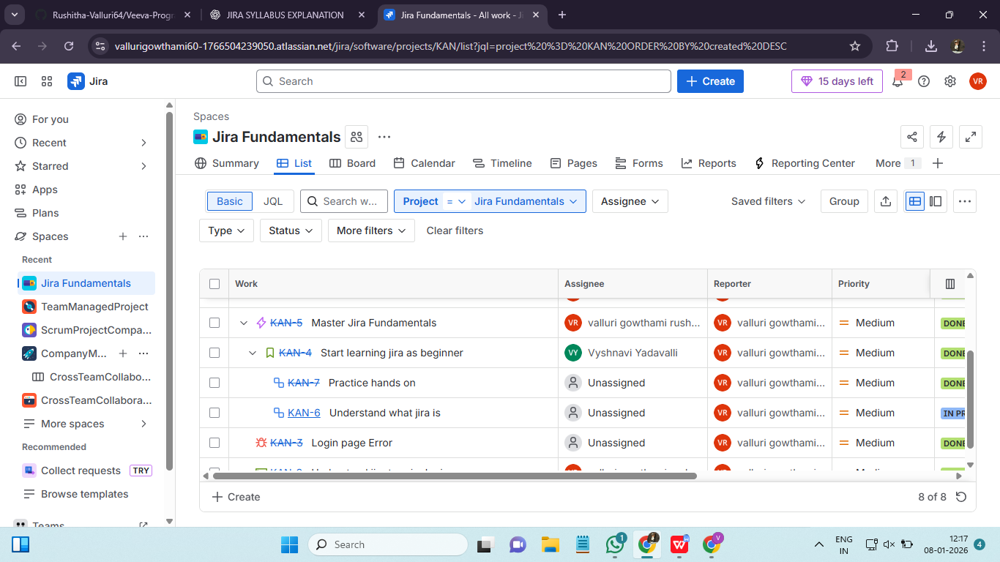 Rushitha-Valluri64/Veeva-Progr
JIRA SYLLABUS EXPLANATION
Jira Fundamentals - All work - Ji
vallurigowthami60-1766504239050.atlassian.net/jira/software/projects/KAN/list?jql=project%20%3D%20KAN%20ORDER%20BY%20created%20DESC
Jira
Search
Create
15 days left
2
VR
For you
Recent
Starred
Apps
Plans
Spaces
Recent
Jira Fundamentals
TeamManagedProject
ScrumProjectCompa...
CompanyM...
CrossTeamCollabo...
CrossTeamCollabora...
More spaces
Recommended
Collect requests TRY
Browse templates
Teams
Spaces
Jira Fundamentals
Summary List Board Calendar Timeline Pages Forms Reports Reporting Center More 1
Basic JQL Search w... Project = Jira Fundamentals Assignee Saved filters Group
Type Status More filters Clear filters
Work Assignee Reporter Priority
KAN-5 Master Jira Fundamentals VR valluri gowthami rush... VR valluri gowthami... Medium DONE
KAN-4 Start learning jira as beginner VY Vyshnavi Yadavalli VR valluri gowthami... Medium DONE
KAN-7 Practice hands on Unassigned VR valluri gowthami... Medium DONE
KAN-6 Understand what jira is Unassigned VR valluri gowthami... Medium IN PR
KAN-3 Login page Error Unassigned VR valluri gowthami... Medium DONE
Create 8 of 8
Search
1
V
ENG
IN
12:17
08-01-2026
4